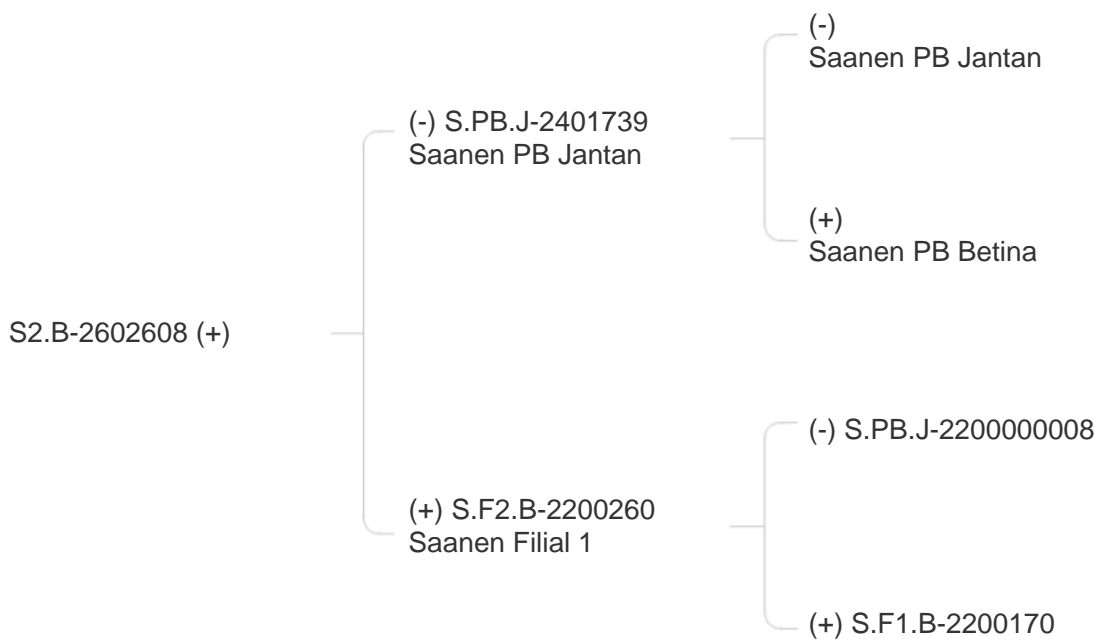 (-)
Saanen PB Jantan
(-) S.PB.J-2401739
Saanen PB Jantan
(+)
Saanen PB Betina
S2.B-2602608 (+)
(-) S.PB.J-2200000008
(+) S.F2.B-2200260
Saanen Filial 1
(+) S.F1.B-2200170